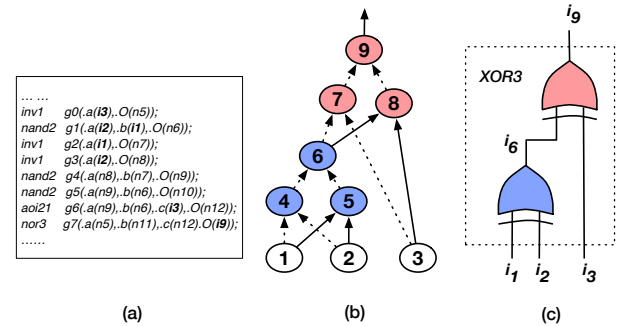 ... ...
inv1 g0(.a(i3),.O(n5));
nand2 g1(.a(i2),.b(i1),.O(n6));
inv1 g2(.a(i1),.O(n7));
inv1 g3(.a(i2),.O(n8));
nand2 g4(.a(n8),.b(n7),.O(n9));
nand2 g5(.a(n9),.b(n6),.O(n10));
aoi21 g6(.a(n9),.b(n6),.c(i3),.O(n12));
nor3 g7(.a(n5),.b(n11),.c(n12).O(i9));
......
(a)
9
7 8
6
4 5
1 2 3
(b)
i9
XOR3
i6
i1 i2 i3
(c)